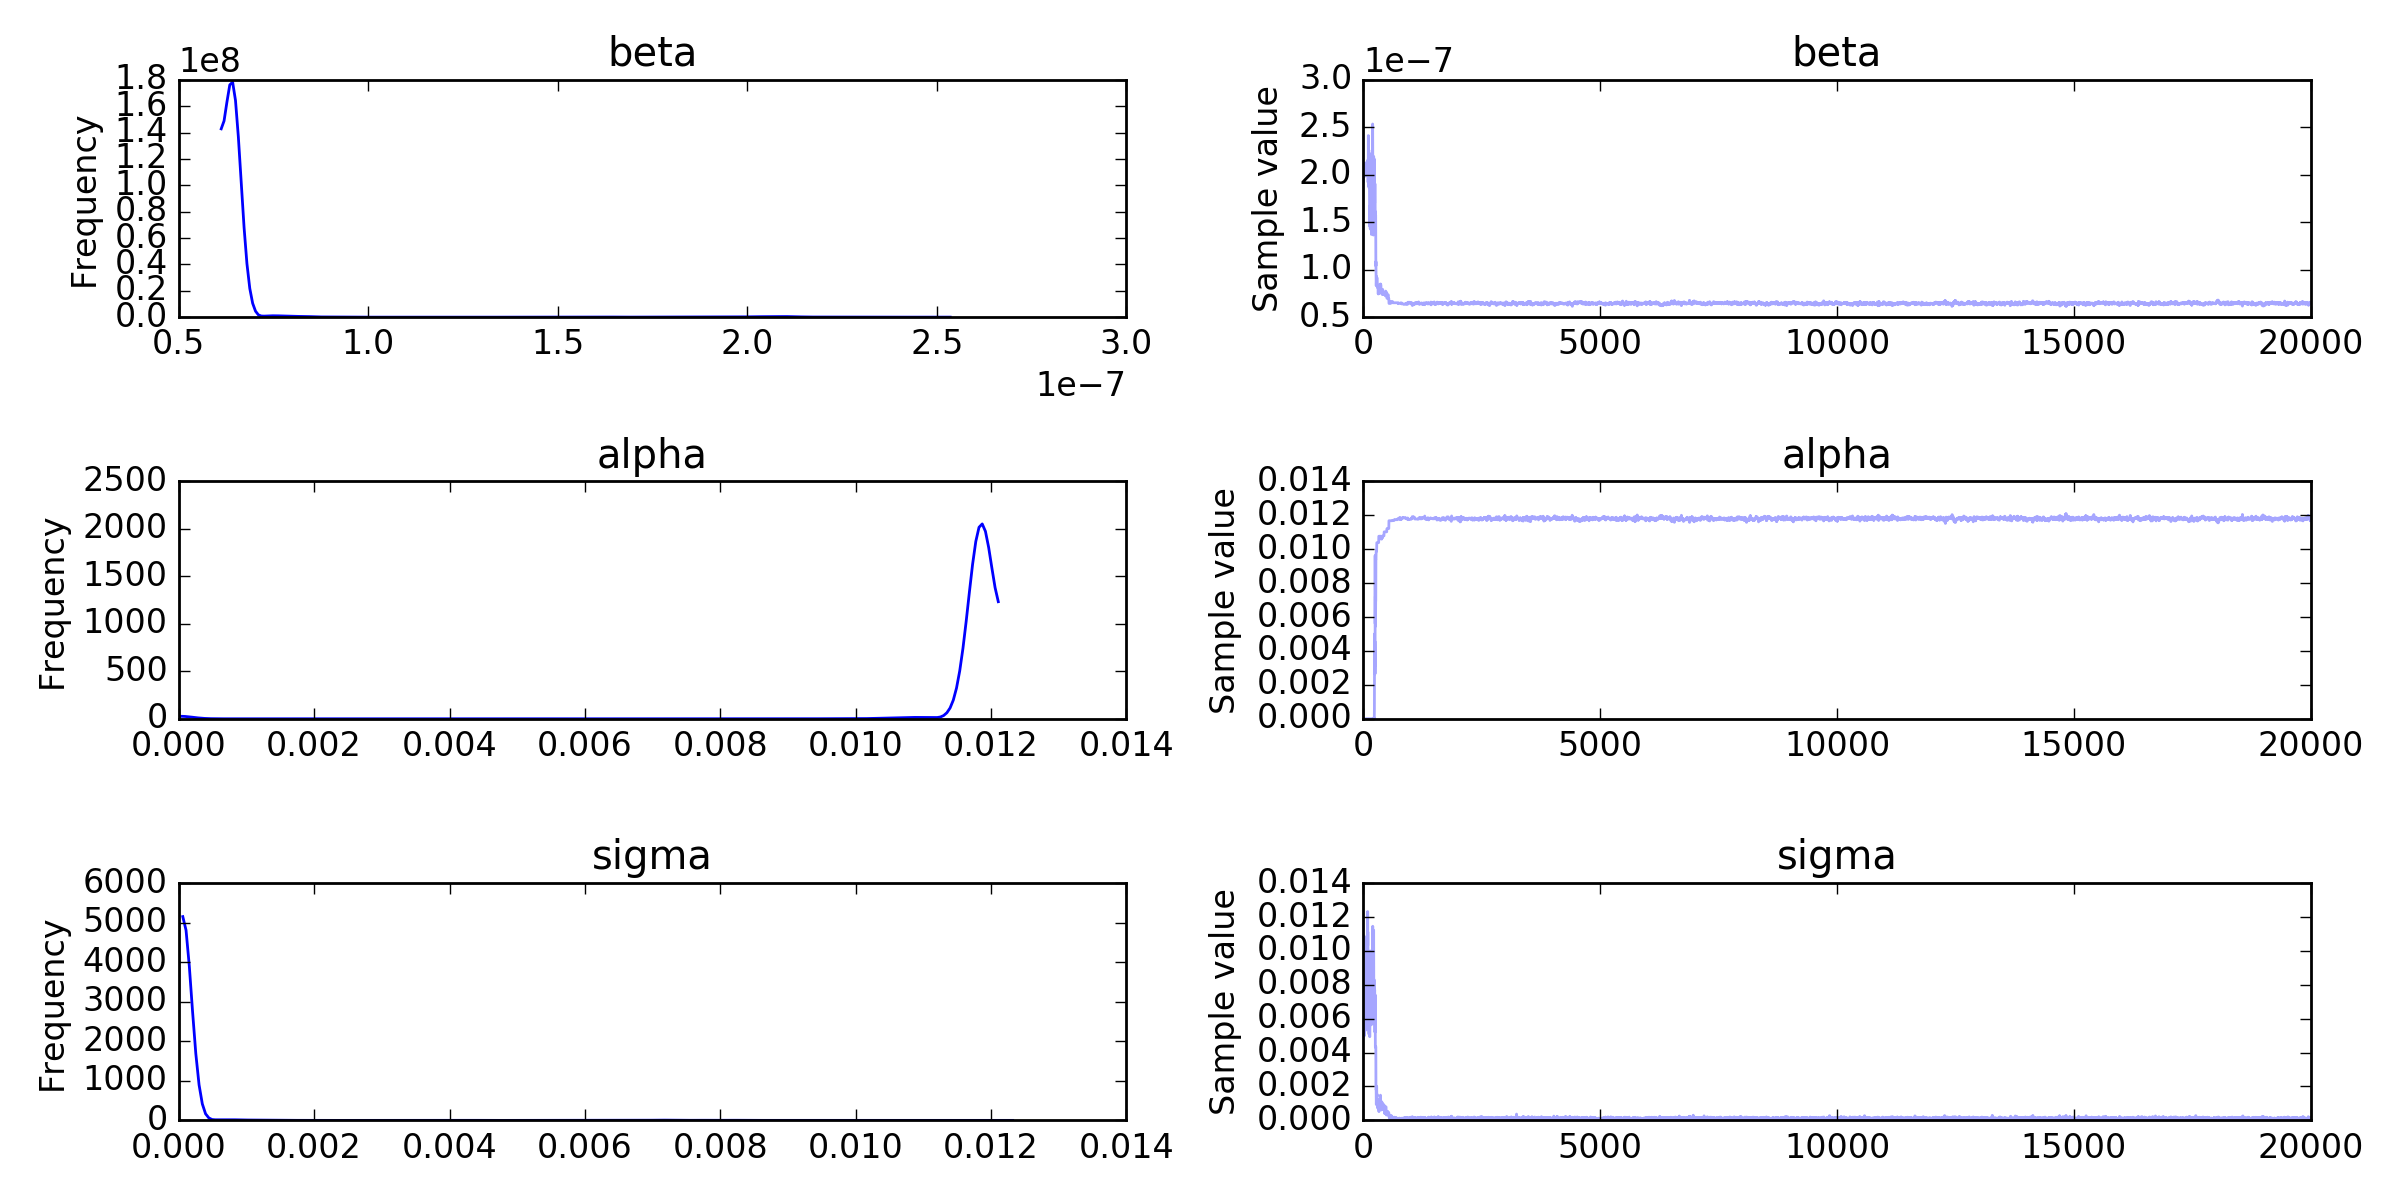 beta
1e8
1.8
1.6
1.4
1.2
1.0
0.8
0.6
0.4
0.2
0.0
Frequency
0.5 1.0 1.5 2.0 2.5 3.0
1e−7
beta
1e−7
3.0
2.5
2.0
1.5
1.0
0.5
Sample value
0 5000 10000 15000 20000
alpha
2500
2000
1500
1000
500
0
Frequency
0.000 0.002 0.004 0.006 0.008 0.010 0.012 0.014
alpha
0.014
0.012
0.010
0.008
0.006
0.004
0.002
0.000
Sample value
0 5000 10000 15000 20000
sigma
6000
5000
4000
3000
2000
1000
0
Frequency
0.000 0.002 0.004 0.006 0.008 0.010 0.012 0.014
sigma
0.014
0.012
0.010
0.008
0.006
0.004
0.002
0.000
Sample value
0 5000 10000 15000 20000